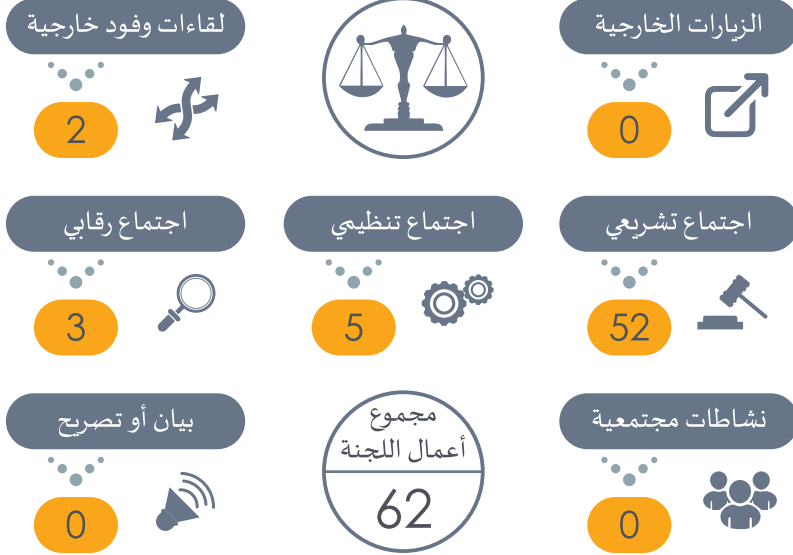 الزيارات الخارجية
0
لقاءات وفود خارجية
2
اجتماع تشريعي
52
اجتماع تنظيمي
5
اجتماع رقابي
3
نشاطات مجتمعية
0
مجموع
أعمال اللجنة
62
بيان أو تصريح
0